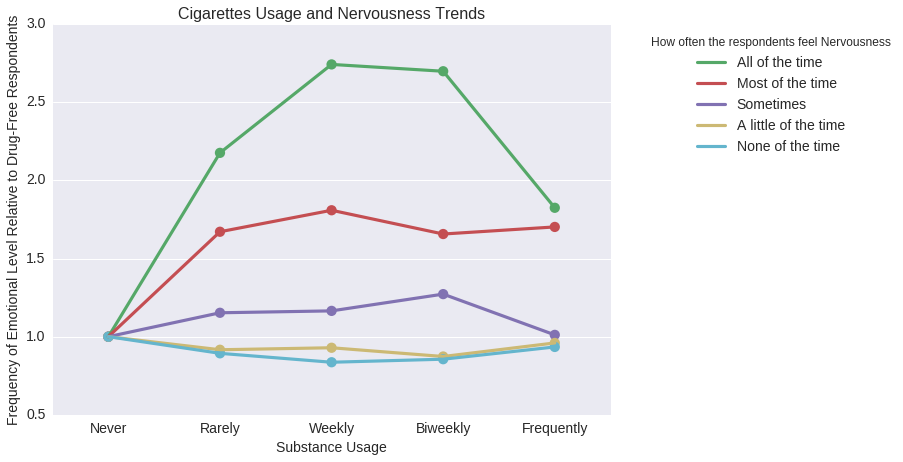 Cigarettes Usage and Nervousness Trends
Frequency of Emotional Level Relative to Drug-Free Respondents
3.0
2.5
2.0
1.5
1.0
0.5
Never Rarely Weekly Biweekly Frequently
Substance Usage
How often the respondents feel Nervousness
All of the time
Most of the time
Sometimes
A little of the time
None of the time